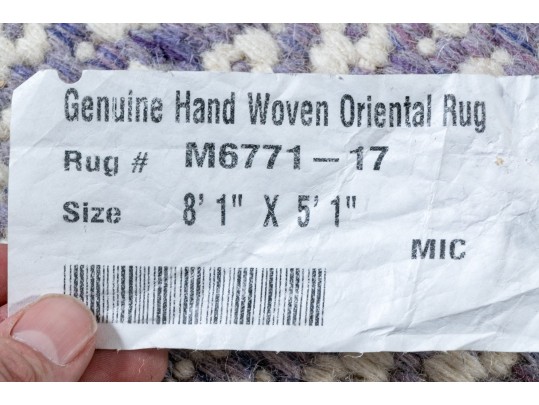 Genuine Hand Woven Oriental Rug
Rug # M6771-17
Size 8' 1" X 5' 1"
MIC